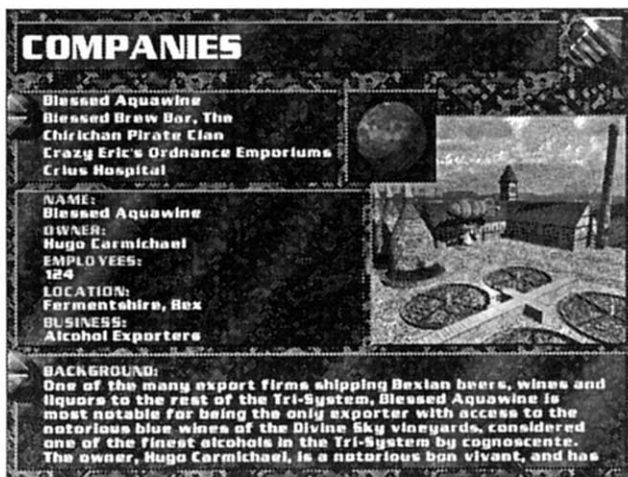 COMPANIES
Blessed Aquawine
Blessed Brew Bar, The
Chirichan Pirate Clan
Crazy Eric's Ordnance Emporiums
Crius Hospital
NAME:
Blessed Aquawine
OWNER:
Hugo Carmichael
EMPLOYEES:
124
LOCATION:
Fermentshire, Bex
BUSINESS:
Alcohol Exporters
BACKGROUND:
One of the many export firms shipping Bexian beers, wines and
liquors to the rest of the Tri-System, Blessed Aquawine is
most notable for being the only exporter with access to the
notorious blue wines of the Divine Sky vineyards, considered
one of the finest alcohols in the Tri-System by cognoscente.
The owner, Hugo Carmichael, is a notorious bon vivant, and has